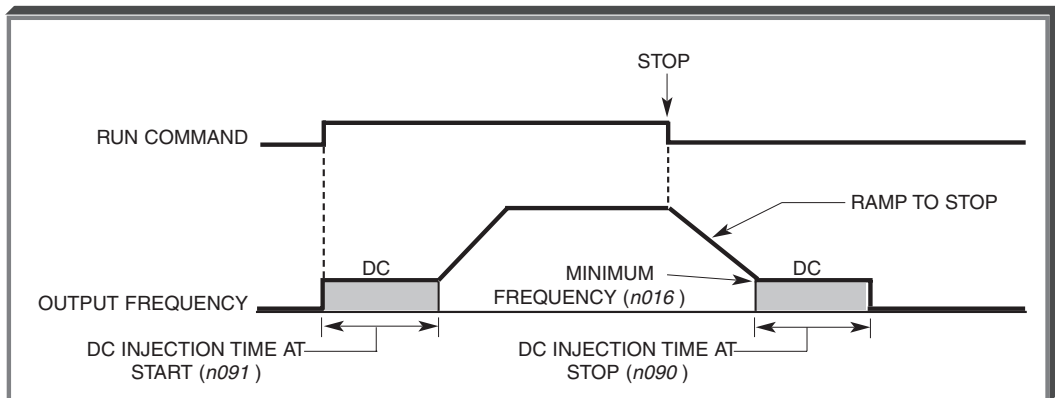 STOP
RUN COMMAND
RAMP TO STOP
DC
MINIMUM
FREQUENCY (n016 )
DC
OUTPUT FREQUENCY
DC INJECTION TIME AT
START (n091 )
DC INJECTION TIME AT
STOP (n090 )